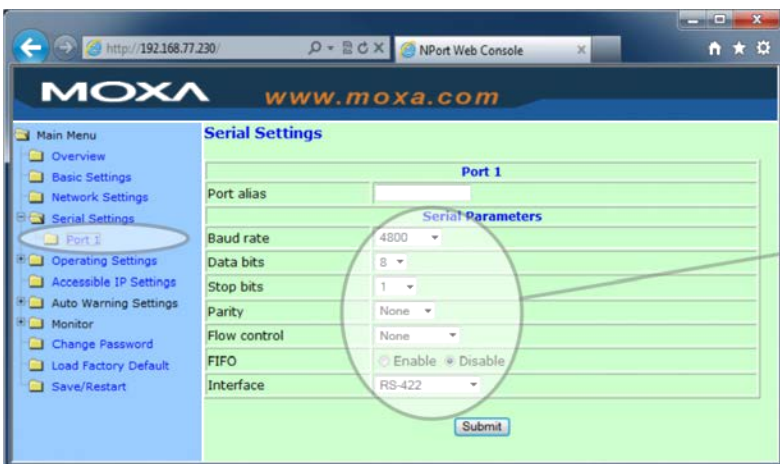 http://192.168.77.230/
NPort Web Console
MOXA
www.moxa.com
Main Menu
Overview
Basic Settings
Network Settings
Serial Settings
Port 1
Operating Settings
Accessible IP Settings
Auto Warning Settings
Monitor
Change Password
Load Factory Default
Save/Restart
Serial Settings
Port 1
Port alias
Serial Parameters
Baud rate 4800
Data bits 8
Stop bits 1
Parity None
Flow control None
FIFO Enable Disable
Interface RS-422
Submit